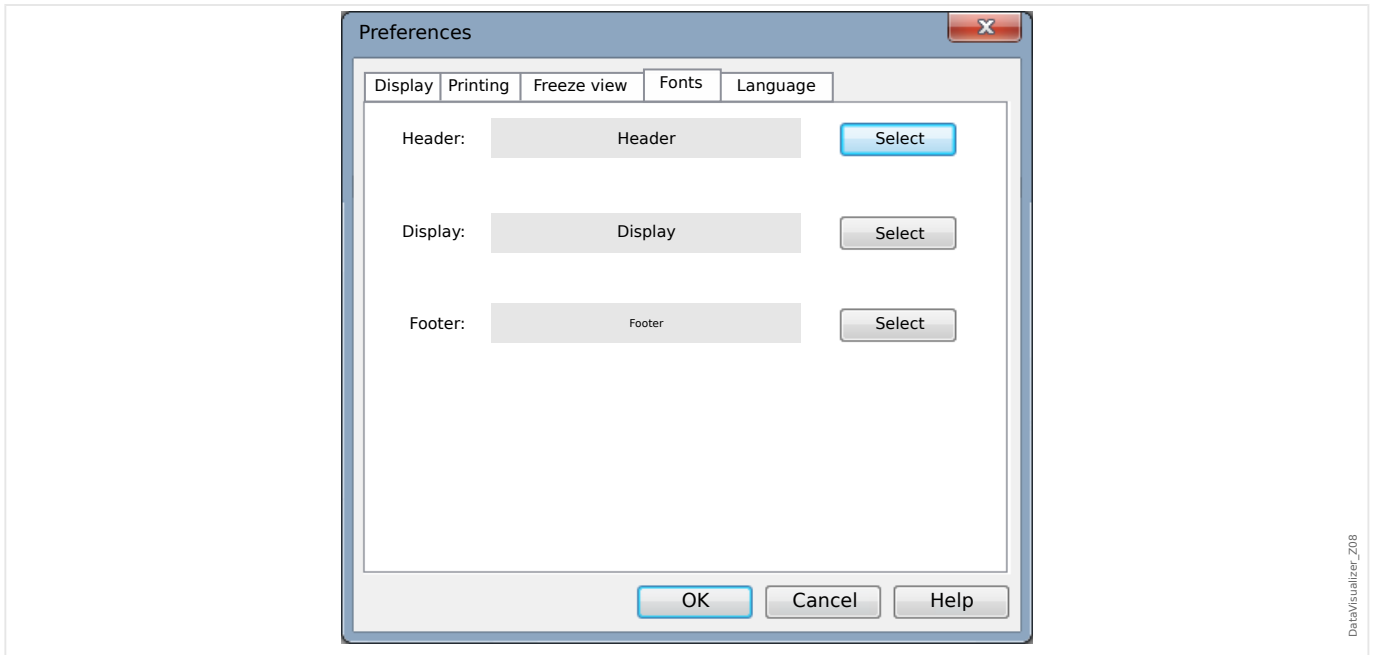 Preferences
Display Printing Freeze view Fonts Language
Header: Header Select
Display: Display Select
Footer: Footer Select
OK Cancel Help
DataVisualizer_Z08